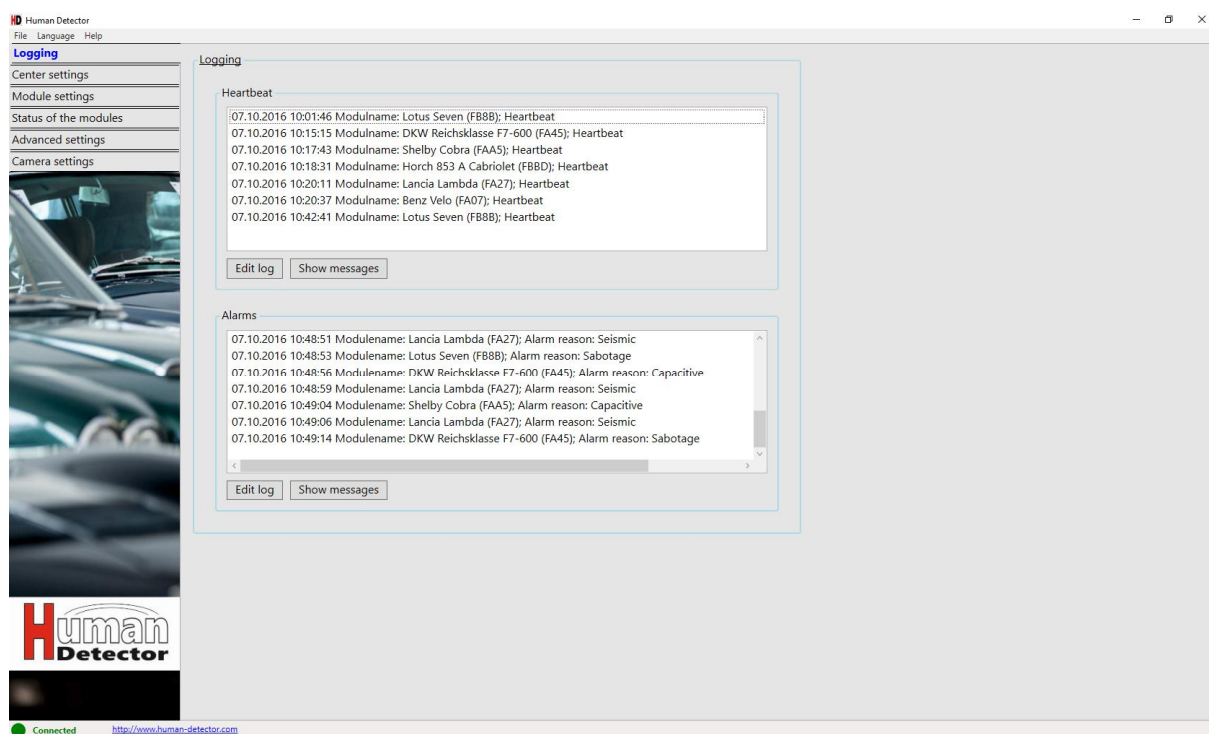 HD Human Detector
File Language Help
Logging
Center settings
Module settings
Status of the modules
Advanced settings
Camera settings
Logging
Heartbeat
07.10.2016 10:01:46 Modulname: Lotus Seven (FB8B); Heartbeat
07.10.2016 10:15:15 Modulname: DKW Reichsklasse F7-600 (FA45); Heartbeat
07.10.2016 10:17:43 Modulname: Shelby Cobra (FAA5); Heartbeat
07.10.2016 10:18:31 Modulname: Horch 853 A Cabriolet (FBBD); Heartbeat
07.10.2016 10:20:11 Modulname: Lancia Lambda (FA27); Heartbeat
07.10.2016 10:20:37 Modulname: Benz Velo (FA07); Heartbeat
07.10.2016 10:42:41 Modulname: Lotus Seven (FB8B); Heartbeat
Edit log Show messages
Alarms
07.10.2016 10:48:51 Modulename: Lancia Lambda (FA27); Alarm reason: Seismic
07.10.2016 10:48:53 Modulename: Lotus Seven (FB8B); Alarm reason: Sabotage
07.10.2016 10:48:56 Modulename: DKW Reichsklasse F7-600 (FA45); Alarm reason: Capacitive
07.10.2016 10:48:59 Modulename: Lancia Lambda (FA27); Alarm reason: Seismic
07.10.2016 10:49:04 Modulename: Shelby Cobra (FAA5); Alarm reason: Capacitive
07.10.2016 10:49:06 Modulename: Lancia Lambda (FA27); Alarm reason: Seismic
07.10.2016 10:49:14 Modulename: DKW Reichsklasse F7-600 (FA45); Alarm reason: Sabotage
Edit log Show messages
Human
Detector
Connected http://www.human-detector.com